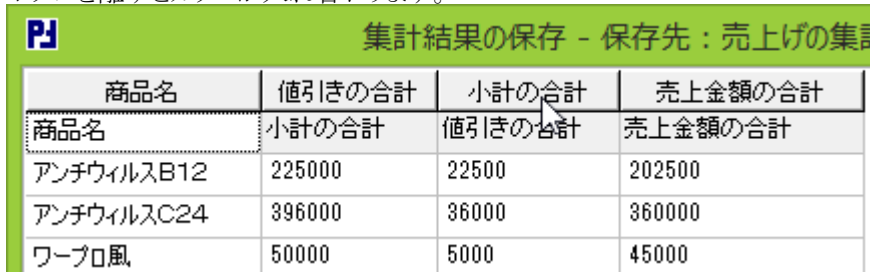 集計結果の保存 - 保存先：売上げの集
商品名 値引きの合計 小計の合計 売上金額の合計
商品名 小計の合計 値引きの合計 売上金額の合計
アンチウィルスB12 225000 22500 202500
アンチウィルスC24 396000 36000 360000
ワープロ風 50000 5000 45000